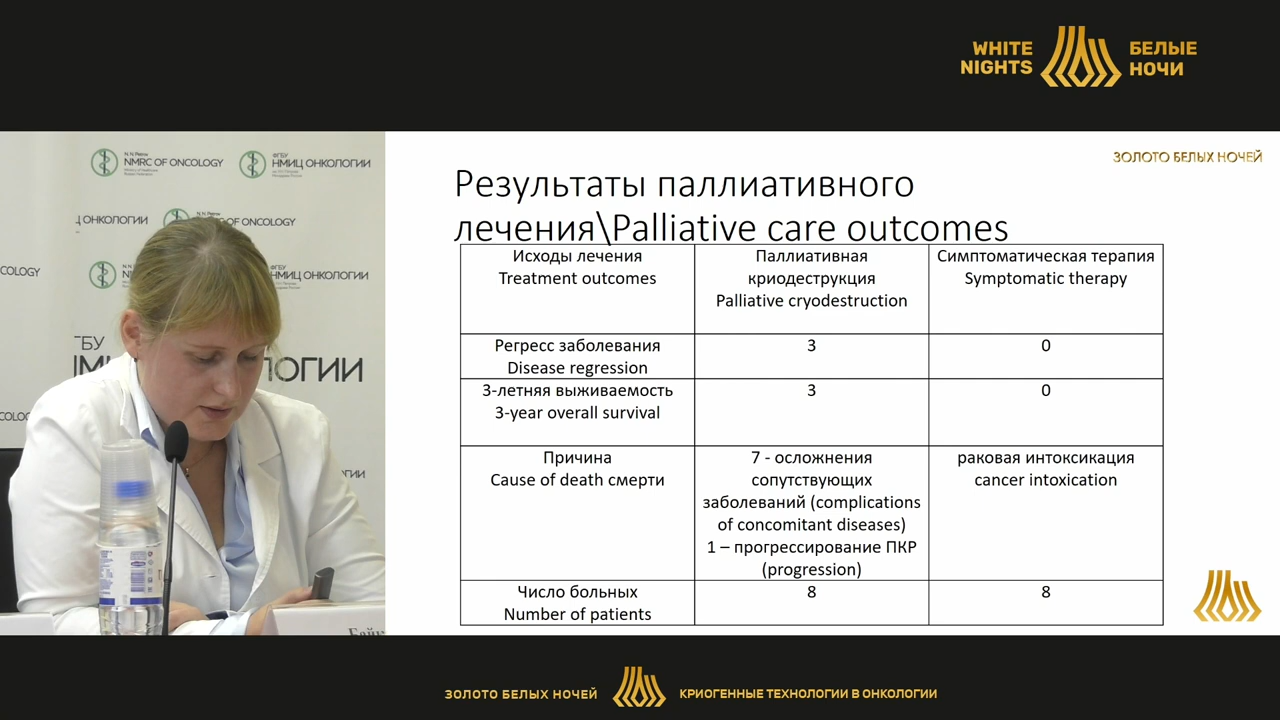 WHITE
NIGHTS
БЕЛЫЕ
НОЧИ
NMRC OF ONCOLOGY
ФГБУ
НМИЦ ОНКОЛОГИИ
ОНКОЛОГИИ
OF ONCOLOGY
ЗОЛОТО БЕЛЫХ НОЧЕЙ
Результаты паллиативного
лечения\Palliative care outcomes
Исходы лечения
Treatment outcomes
Паллиативная
криодеструкция
Palliative cryodestruction
Симптоматическая терапия
Symptomatic therapy
Регресс заболевания
Disease regression
3
0
3-летняя выживаемость
3-year overall survival
3
0
Причина
Cause of death смерти
7 - осложнения
сопутствующих
заболеваний (complications
of concomitant diseases)
1 – прогрессирование ПКР
(progression)
раковая интоксикация
cancer intoxication
Число больных
Number of patients
8
8
ЗОЛОТО БЕЛЫХ НОЧЕЙ
КРИОГЕННЫЕ ТЕХНОЛОГИИ В ОНКОЛОГИИ